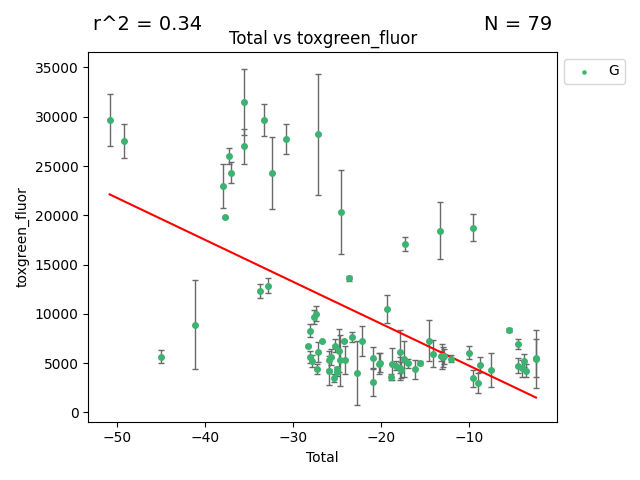 r^2 = 0.34
N = 79
Total vs toxgreen_fluor
G
toxgreen_fluor
35000
30000
25000
20000
15000
10000
5000
0
−50
−40
−30
−20
−10
Total